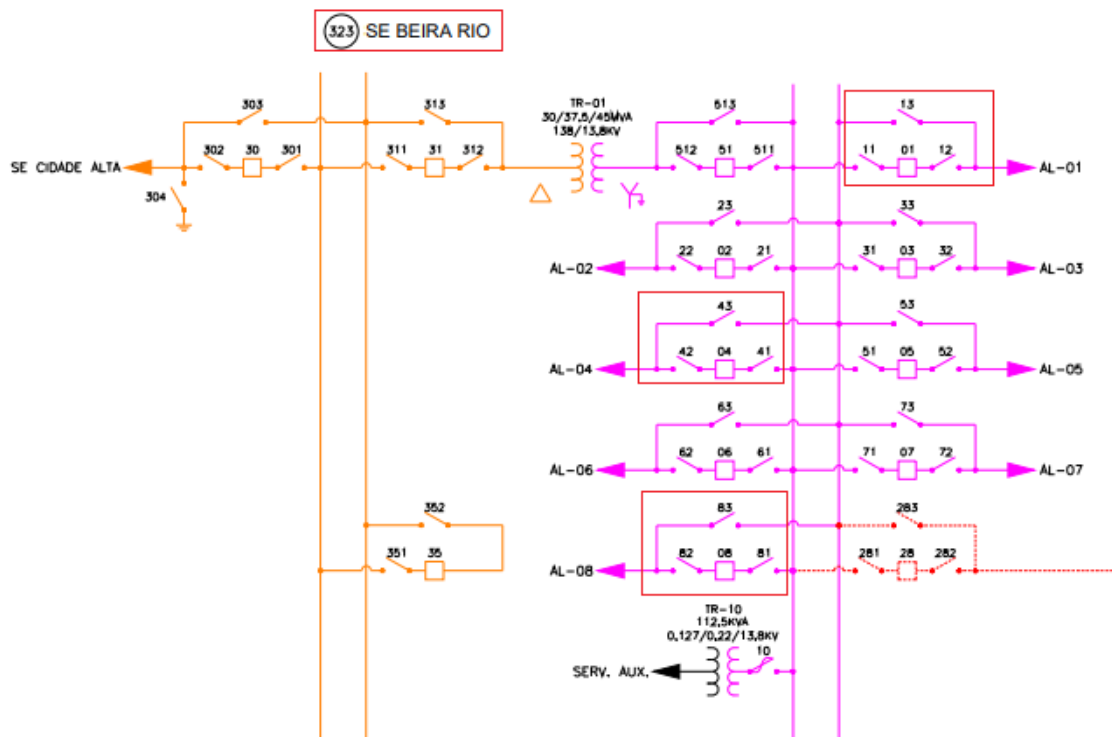 323 SE BEIRA RIO
303
313
TR-01
30/37,5/45MVA
138/13,8KV
513
13
SE CIDADE ALTA
302 30 301
311 31 312
512 51 511
11 01 12
AL-01
304
23
33
AL-02
22 02 21
31 03 32
AL-03
43
53
AL-04
42 04 41
51 05 52
AL-05
63
73
AL-06
62 06 61
71 07 72
AL-07
352
83
283
351 35
AL-08
82 08 81
281 28 282
TR-10
112,5KVA
0,127/0,22/13,8KV
10
SERV. AUX.